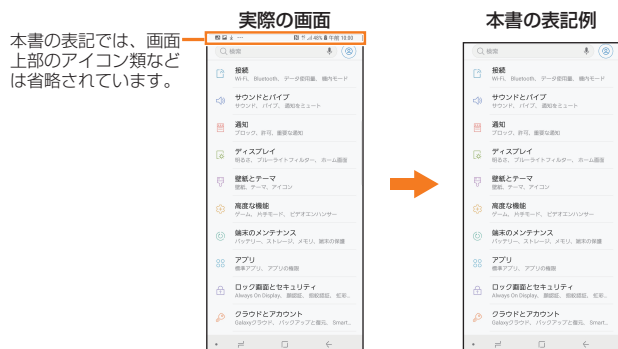 実際の画面
本書の表記例
本書の表記では、画面
上部のアイコン類など
は省略されています。
48% 午前 10:00
検索
接続
Wi-Fi、Bluetooth、データ使用量、機内モード
サウンドとバイブ
サウンド、バイブ、通知をミュート
通知
ブロック、許可、重要な通知
ディスプレイ
明るさ、ブルーライトフィルター、ホーム画面
壁紙とテーマ
壁紙、テーマ、アイコン
高度な機能
ゲーム、片手モード、ビデオエンハンサー
端末のメンテナンス
バッテリー、ストレージ、メモリ、端末の保護
アプリ
標準アプリ、アプリの権限
ロック画面とセキュリティ
Always On Display、顔認証、指紋認証、虹彩...
クラウドとアカウント
Galaxyクラウド、バックアップと復元、Smart...
検索
接続
Wi-Fi、Bluetooth、データ使用量、機内モード
サウンドとバイブ
サウンド、バイブ、通知をミュート
通知
ブロック、許可、重要な通知
ディスプレイ
明るさ、ブルーライトフィルター、ホーム画面
壁紙とテーマ
壁紙、テーマ、アイコン
高度な機能
ゲーム、片手モード、ビデオエンハンサー
端末のメンテナンス
バッテリー、ストレージ、メモリ、端末の保護
アプリ
標準アプリ、アプリの権限
ロック画面とセキュリティ
Always On Display、顔認証、指紋認証、虹彩...
クラウドとアカウント
Galaxyクラウド、バックアップと復元、Smart...